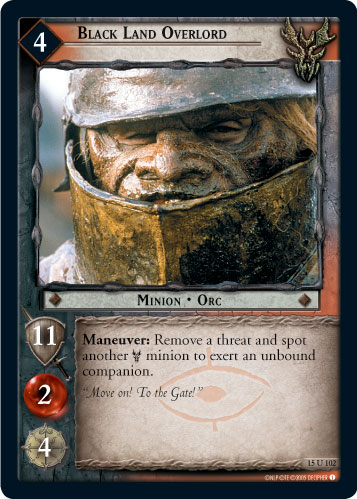 4
Black Land Overlord
Minion • Orc
11
Maneuver: Remove a threat and spot
another minion to exert an unbound
companion.
2
"Move on! To the Gate!"
4
15 U 102